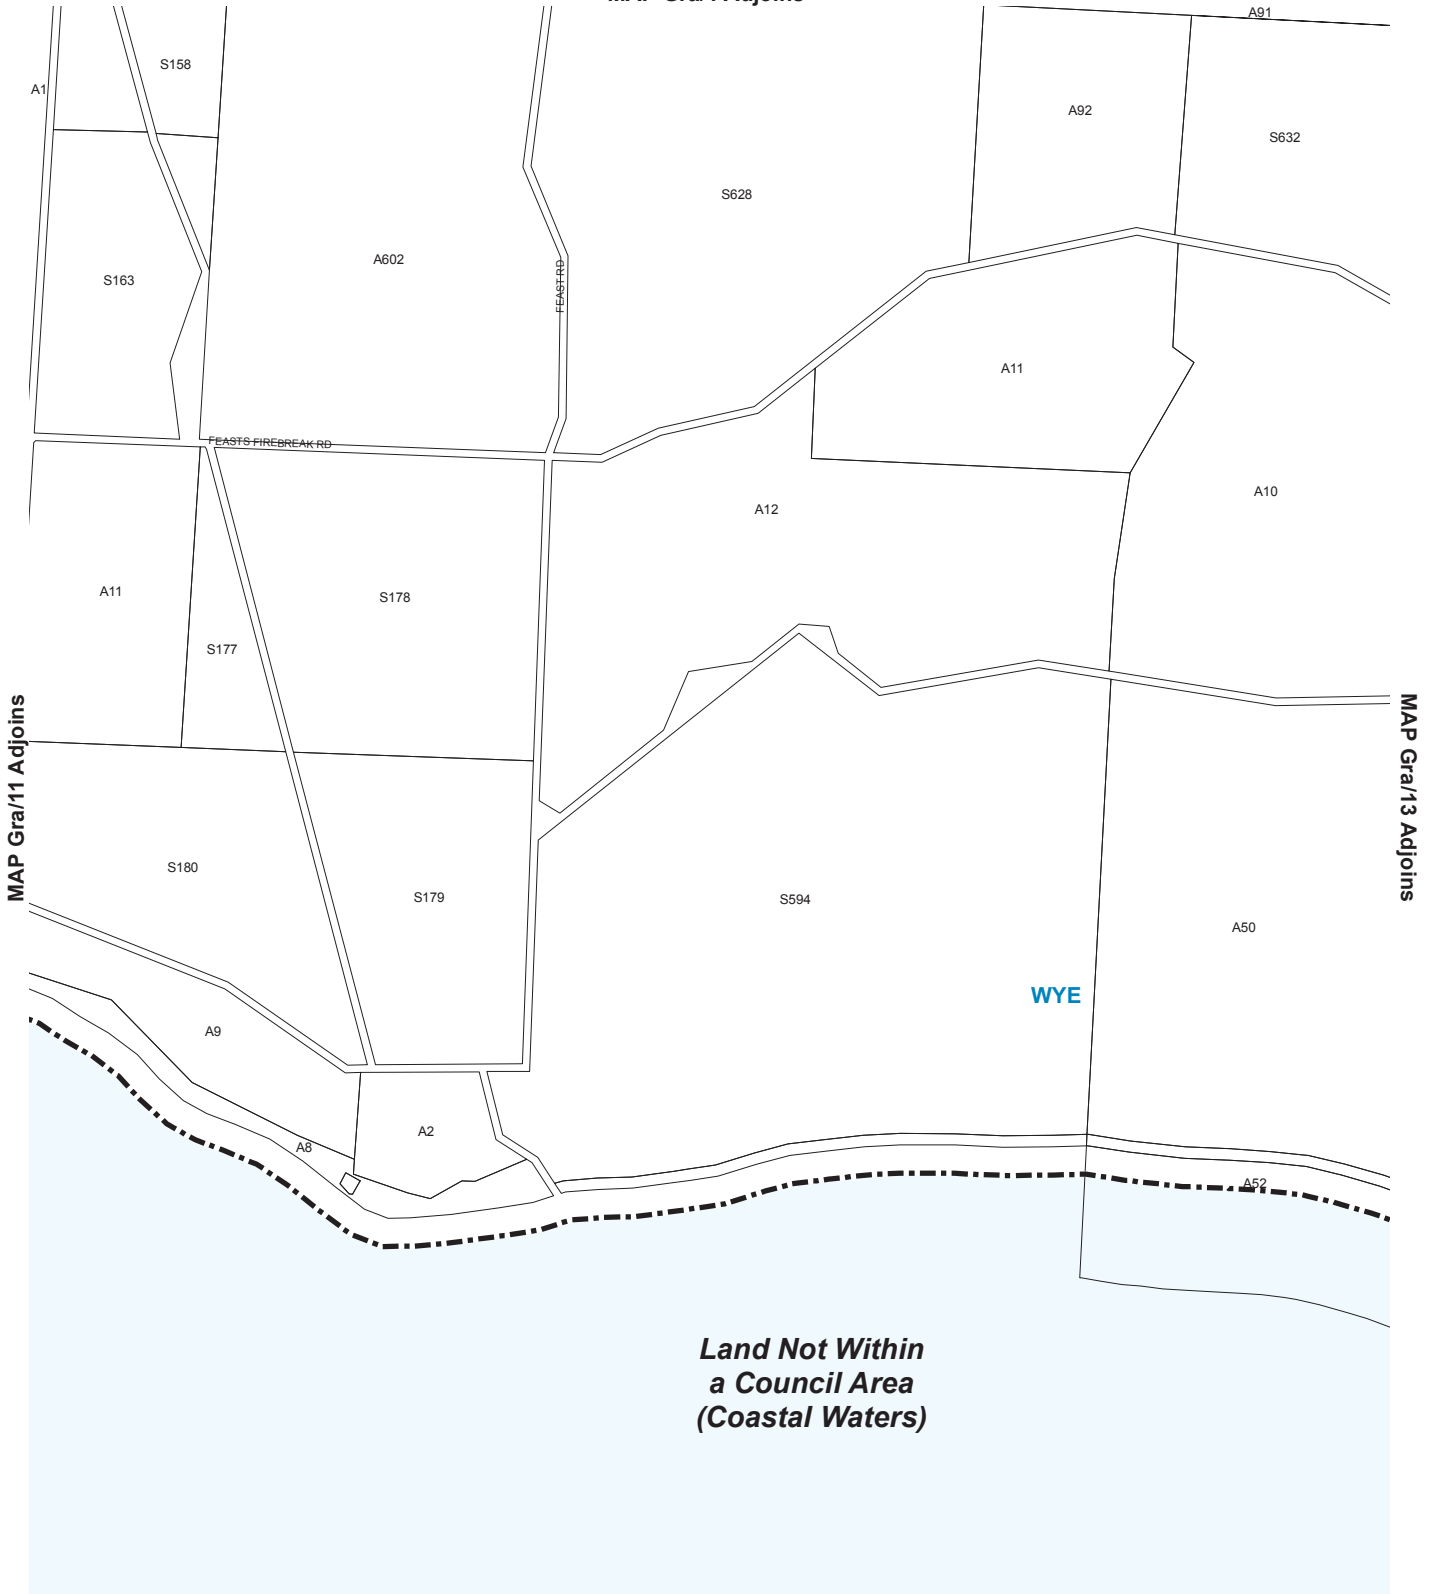 A91
S158
A1
A92
S632
S628
A602
S163
FEAST RD
A11
FEASTS FIREBREAK RD
A10
A12
A11
S178
S177
MAP Gra/11 Adjoins
MAP Gra/13 Adjoins
S180
S179
S594
A50
WYE
A9
A2
A8
A52
Land Not Within
a Council Area
(Coastal Waters)